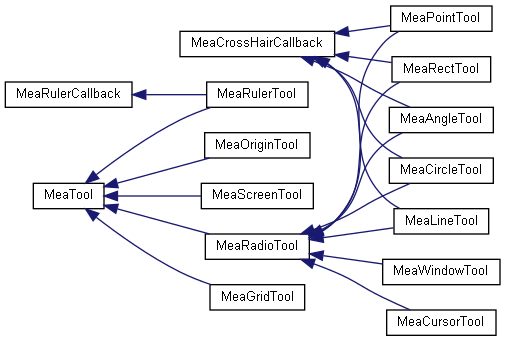 MeaPointTool
MeaCrossHairCallback
MeaRectTool
MeaRulerCallback
MeaRulerTool
MeaAngleTool
MeaOriginTool
MeaCircleTool
MeaTool
MeaScreenTool
MeaLineTool
MeaRadioTool
MeaWindowTool
MeaGridTool
MeaCursorTool